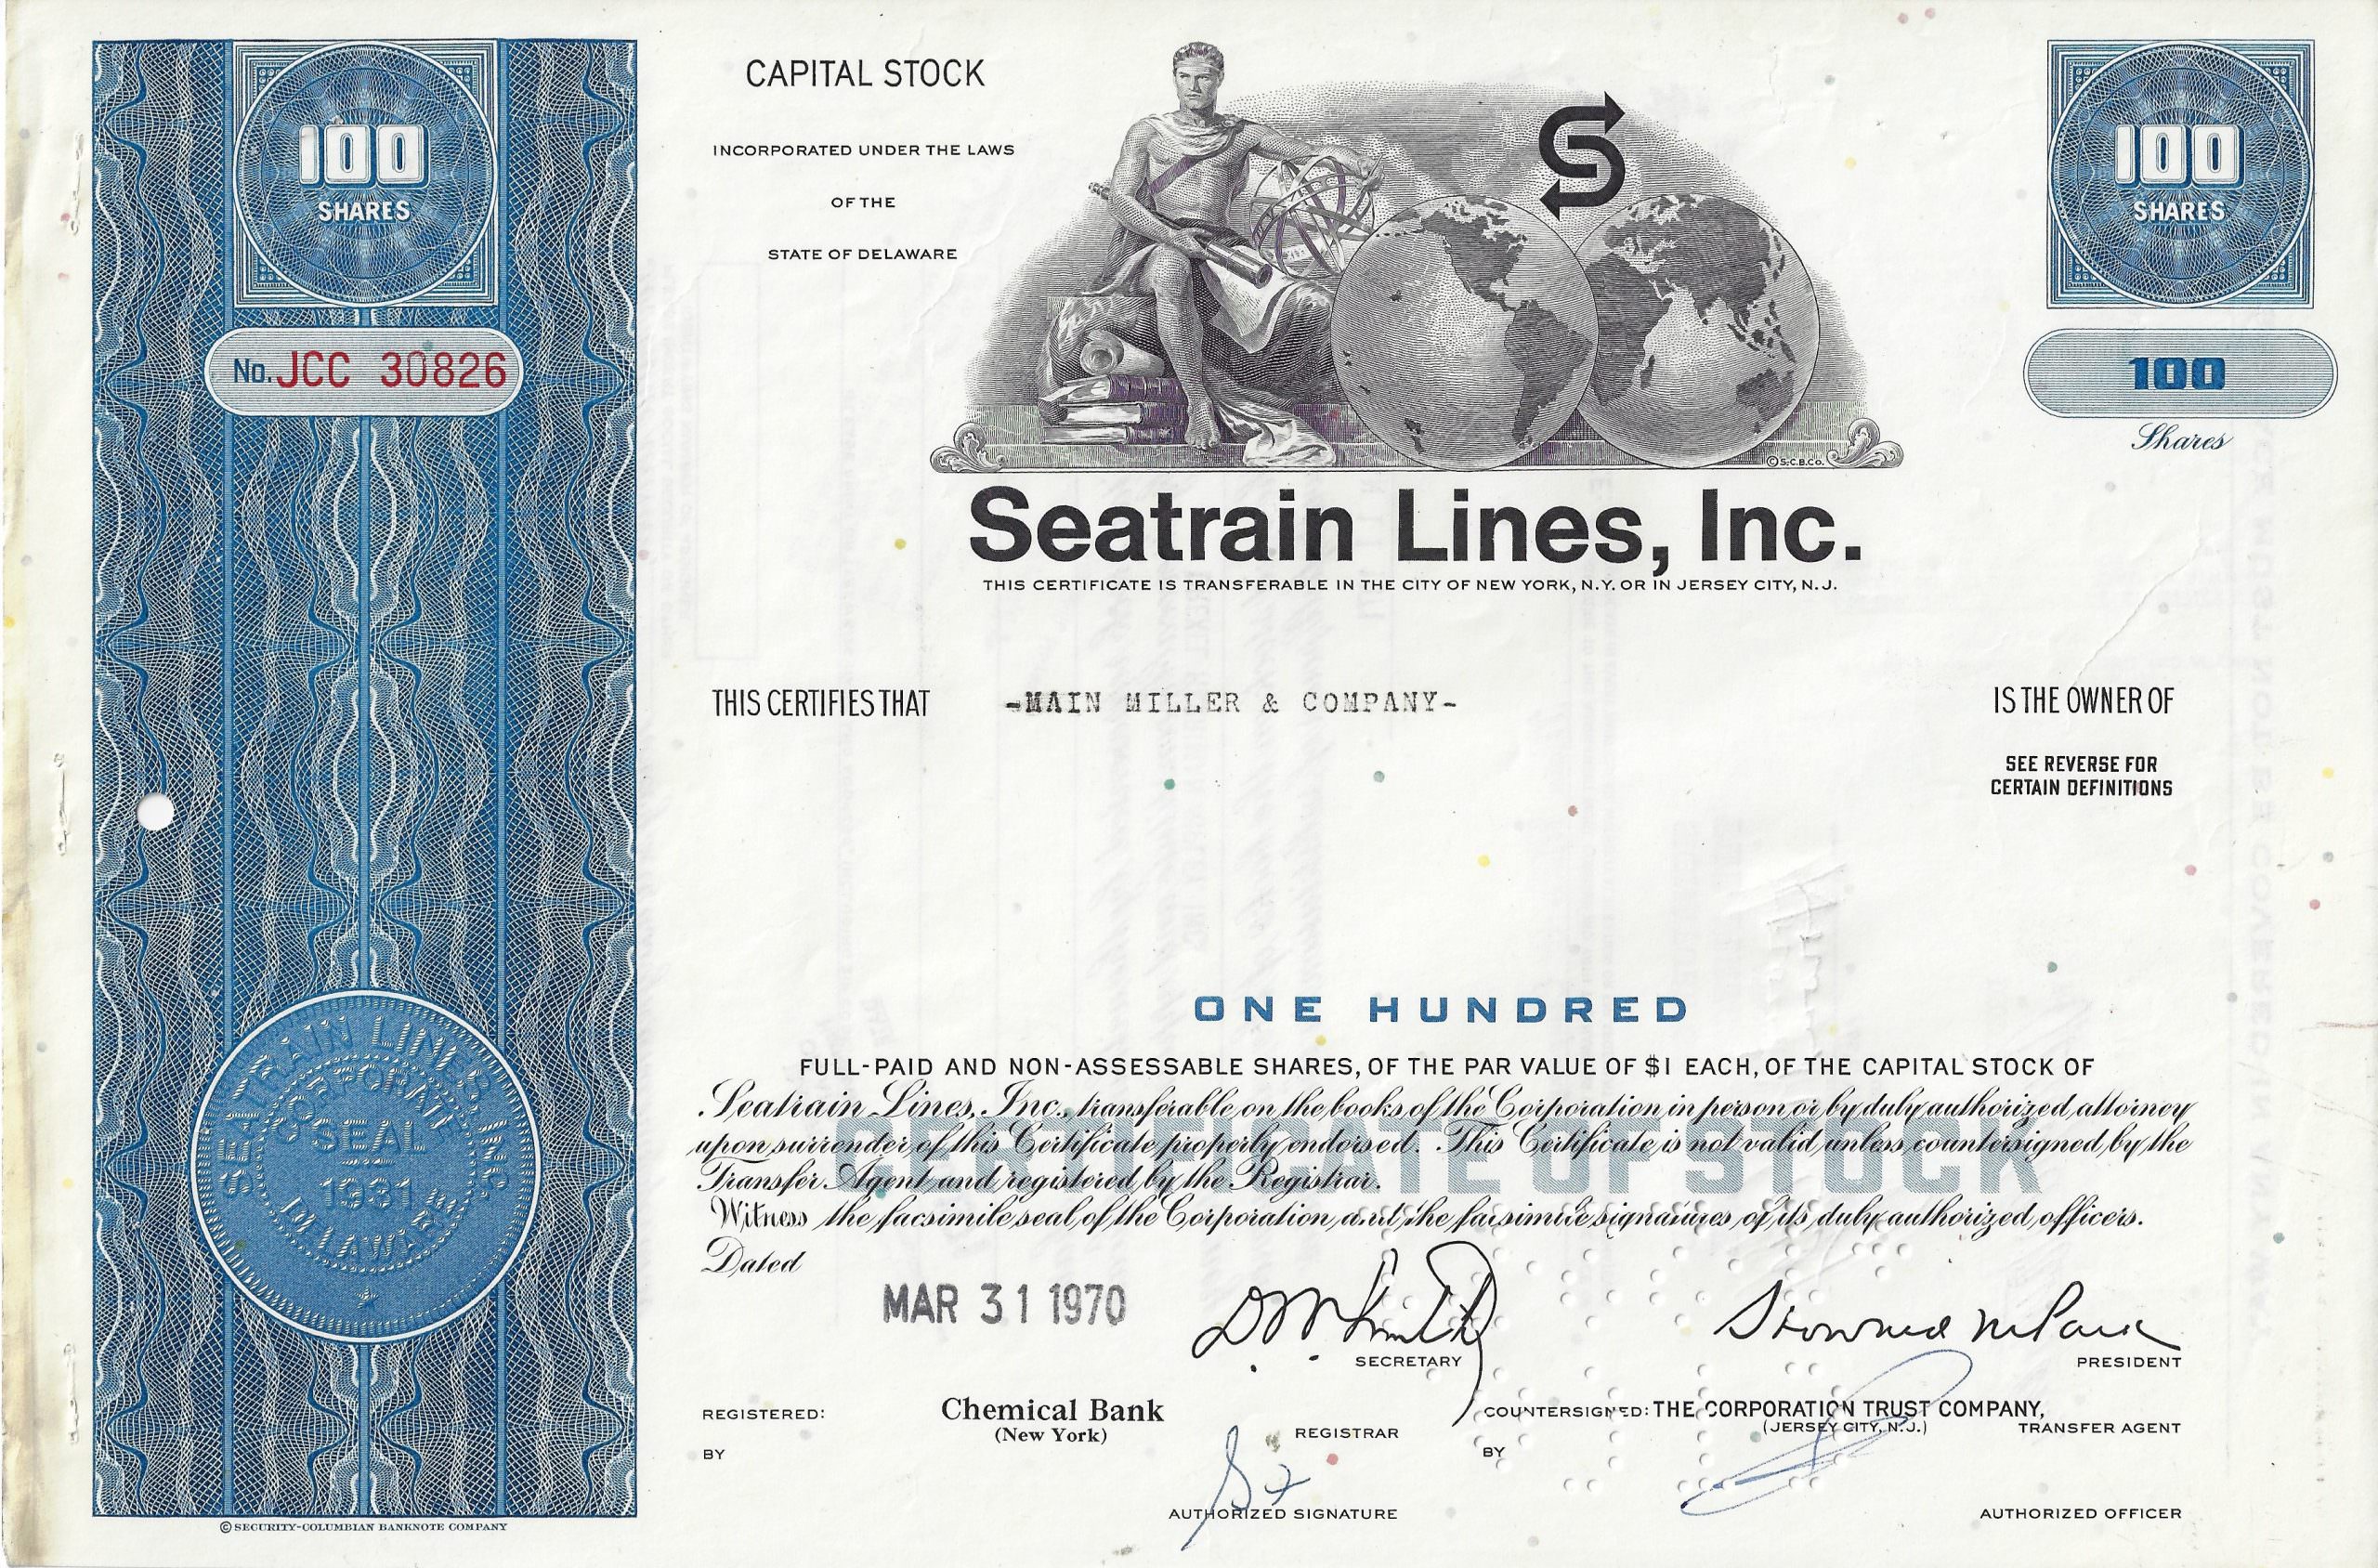 100
SHARES
No. JCC 30826
CAPITAL STOCK
INCORPORATED UNDER THE LAWS
OF THE
STATE OF DELAWARE
S
© S-C.B.CO.
100
SHARES
100
Shares
Seatrain Lines, Inc.
THIS CERTIFICATE IS TRANSFERABLE IN THE CITY OF NEW YORK, N.Y. OR IN JERSEY CITY, N.J.
THIS CERTIFIES THAT -MAIN MILLER & COMPANY- IS THE OWNER OF
SEE REVERSE FOR
CERTAIN DEFINITIONS
ONE HUNDRED
FULL-PAID AND NON-ASSESSABLE SHARES, OF THE PAR VALUE OF $1 EACH, OF THE CAPITAL STOCK OF
Seatrain Lines, Inc., transferable on the books of the Corporation in person or by duly authorized attorney
upon surrender of this Certificate properly endorsed. This Certificate is not valid unless countersigned by the
Transfer Agent and registered by the Registrar.
CERTIFICATE OF STOCK
Witness the facsimile seal of the Corporation and the facsimile signatures of its duly authorized officers.
Dated
MAR 31 1970
SECRETARY
PRESIDENT
REGISTERED: Chemical Bank
(New York)
REGISTRAR
BY
AUTHORIZED SIGNATURE
COUNTERSIGNED: THE CORPORATION TRUST COMPANY,
(JERSEY CITY, N.J.) TRANSFER AGENT
BY
AUTHORIZED OFFICER
SEATRAIN LINES, INC.
CORPORATE
SEAL
1931
DELAWARE
© SECURITY-COLUMBIAN BANKNOTE COMPANY